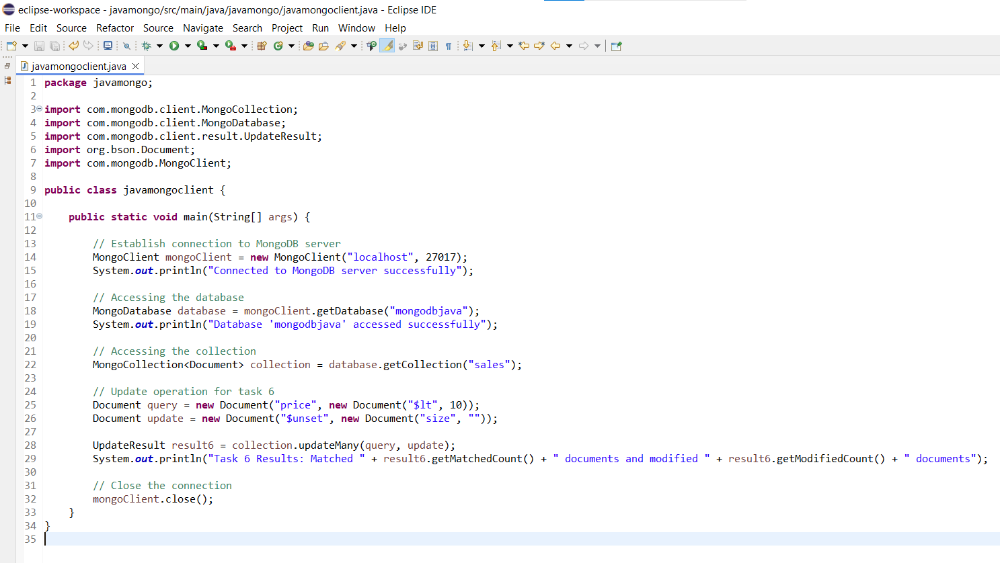 eclipse-workspace - javamongo/src/main/java/javamongo/javamongoclient.java - Eclipse IDE
File Edit Source Refactor Source Navigate Search Project Run Window Help
javamongoclient.java
1 package javamongo;
2
3 import com.mongodb.client.MongoCollection;
4 import com.mongodb.client.MongoDatabase;
5 import com.mongodb.client.result.UpdateResult;
6 import org.bson.Document;
7 import com.mongodb.MongoClient;
8
9 public class javamongoclient {
10
11     public static void main(String[] args) {
12
13         // Establish connection to MongoDB server
14         MongoClient mongoClient = new MongoClient("localhost", 27017);
15         System.out.println("Connected to MongoDB server successfully");
16
17         // Accessing the database
18         MongoDatabase database = mongoClient.getDatabase("mongodbjava");
19         System.out.println("Database 'mongodbjava' accessed successfully");
20
21         // Accessing the collection
22         MongoCollection<Document> collection = database.getCollection("sales");
23
24         // Update operation for task 6
25         Document query = new Document("price", new Document("$lt", 10));
26         Document update = new Document("$unset", new Document("size", ""));
27
28         UpdateResult result6 = collection.updateMany(query, update);
29         System.out.println("Task 6 Results: Matched " + result6.getMatchedCount() + " documents and modified " + result6.getModifiedCount() + " documents");
30
31         // Close the connection
32         mongoClient.close();
33     }
34 }
35